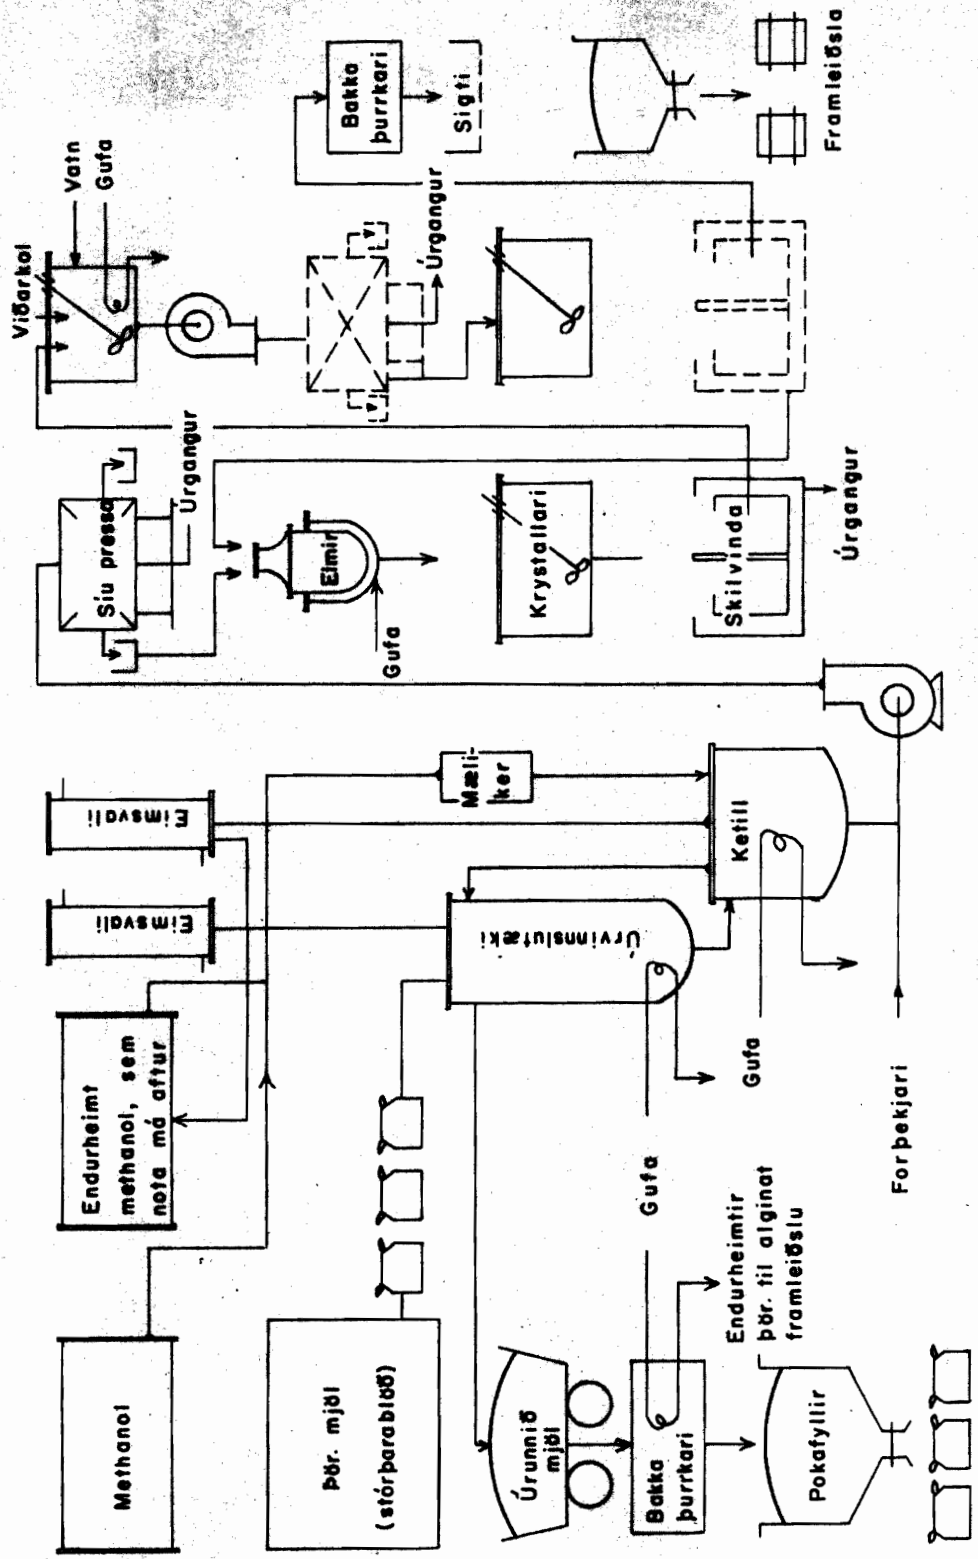 Methanol
Endurheimt
methanol, sem
nota má aftur
Eimsvali
Eimsvali
Þör. mjöl
(stórþarablöð)
Úrvinnslutæki
Mæli-
ker
Ketill
Gufa
Gufa
Úrunnið
mjöl
Bakka
þurrkari
Endurheimtir
þör. til alginat
framleiðslu
Pokafyllir
Forþekjari
Síu pressa
Úrgangur
Eimir
Gufa
Krystallari
Skilvinda
Úrgangur
Viðarkol
Vatn
Gufa
Úrgangur
Bakka
þurrkari
Sigti
Framleiðsla